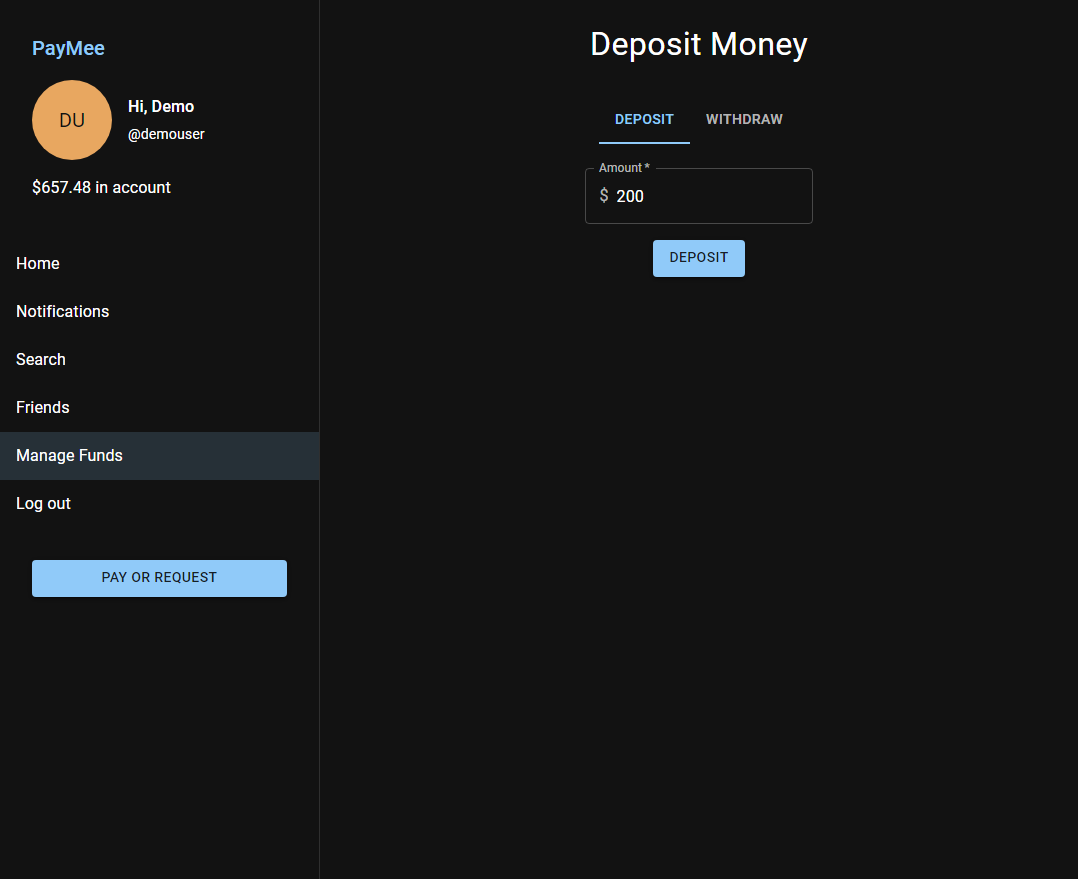 PayMee
DU
Hi, Demo
@demouser
$657.48 in account
Home
Notifications
Search
Friends
Manage Funds
Log out
PAY OR REQUEST
Deposit Money
DEPOSIT
WITHDRAW
Amount *
$ 200
DEPOSIT